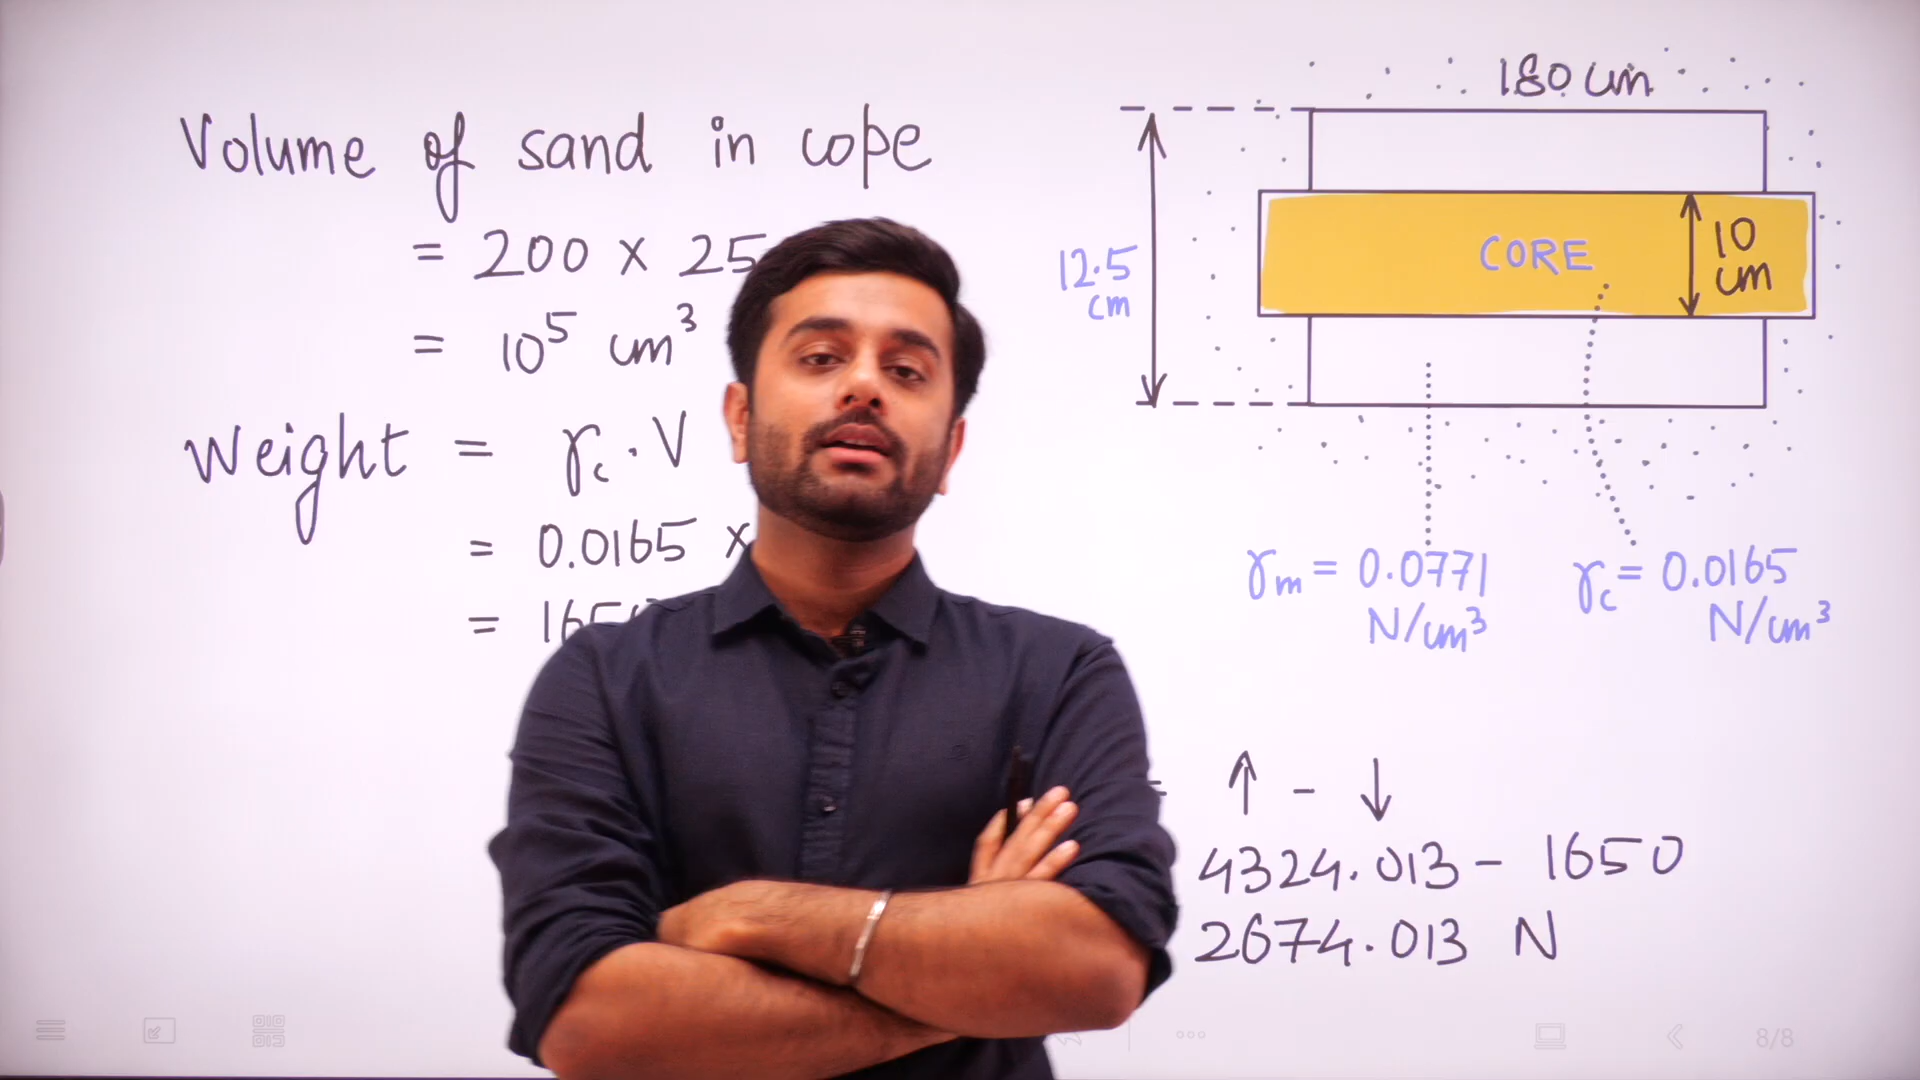 Volume of sand in cope
= 200 x 25
= 10⁵ cm³
Weight = γc · V
= 0.0165 x
180 cm
12.5
cm
CORE
10
cm
γm = 0.0771
N/cm³
γc = 0.0165
N/cm³
= ↑ - ↓
4324.013 - 1650
2674.013 N
8/8